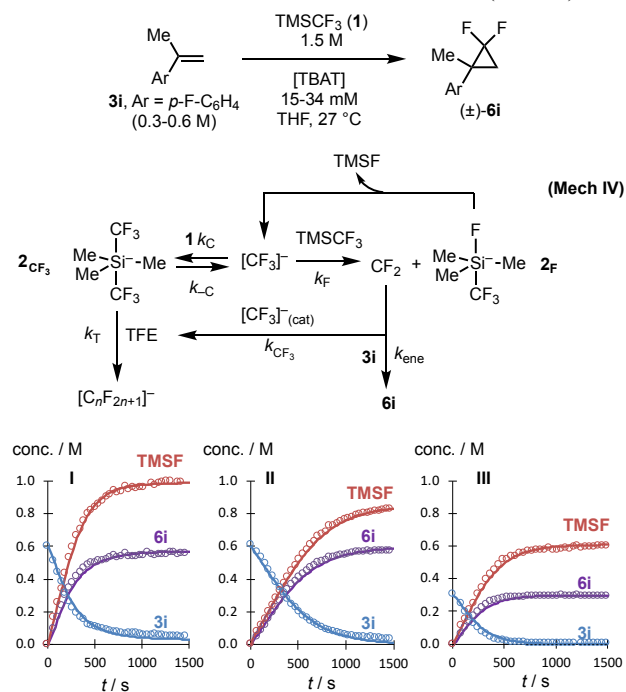 TMSCF3 (1)
1.5 M
[TBAT]
15-34 mM
THF, 27 °C
Me
Ar
3i, Ar = p-F-C6H4
(0.3-0.6 M)
F F
Me
Ar
(±)-6i
TMSF
(Mech IV)
2CF3
CF3
Me
Me
Si–
Me
CF3
1 kC
k–C
[CF3]–
TMSCF3
kF
CF2
+
F
Me
Me
Si–
Me
CF3
2F
[CF3]–(cat)
kCF3
kT
TFE
3i
kene
[CnF2n+1]–
6i
conc. / M
I
TMSF
6i
3i
1.0
0.8
0.6
0.4
0.2
0.0
0 500 1000 1500
t / s
conc. / M
II
TMSF
6i
3i
1.0
0.8
0.6
0.4
0.2
0.0
0 500 1000 1500
t / s
conc. / M
III
TMSF
6i
3i
1.0
0.8
0.6
0.4
0.2
0.0
0 500 1000 1500
t / s